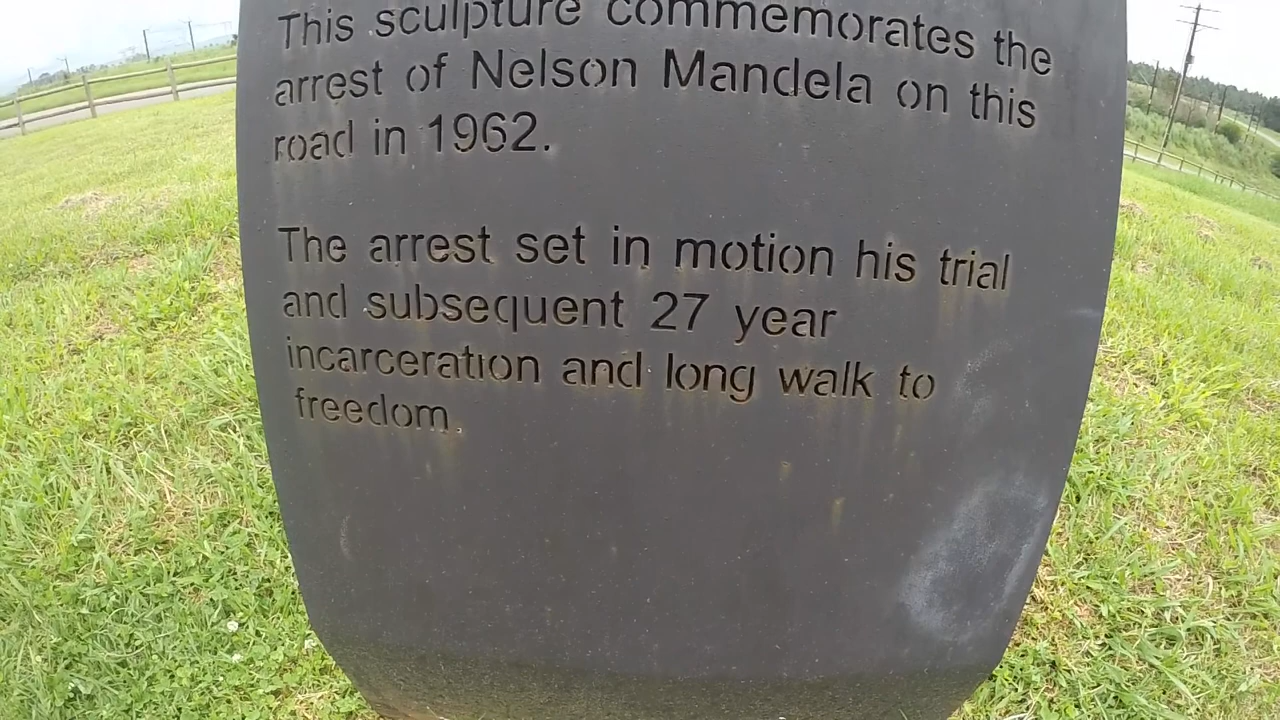 This sculpture commemorates the
arrest of Nelson Mandela on this
road in 1962.
The arrest set in motion his trial
and subsequent 27 year
incarceration and long walk to
freedom.